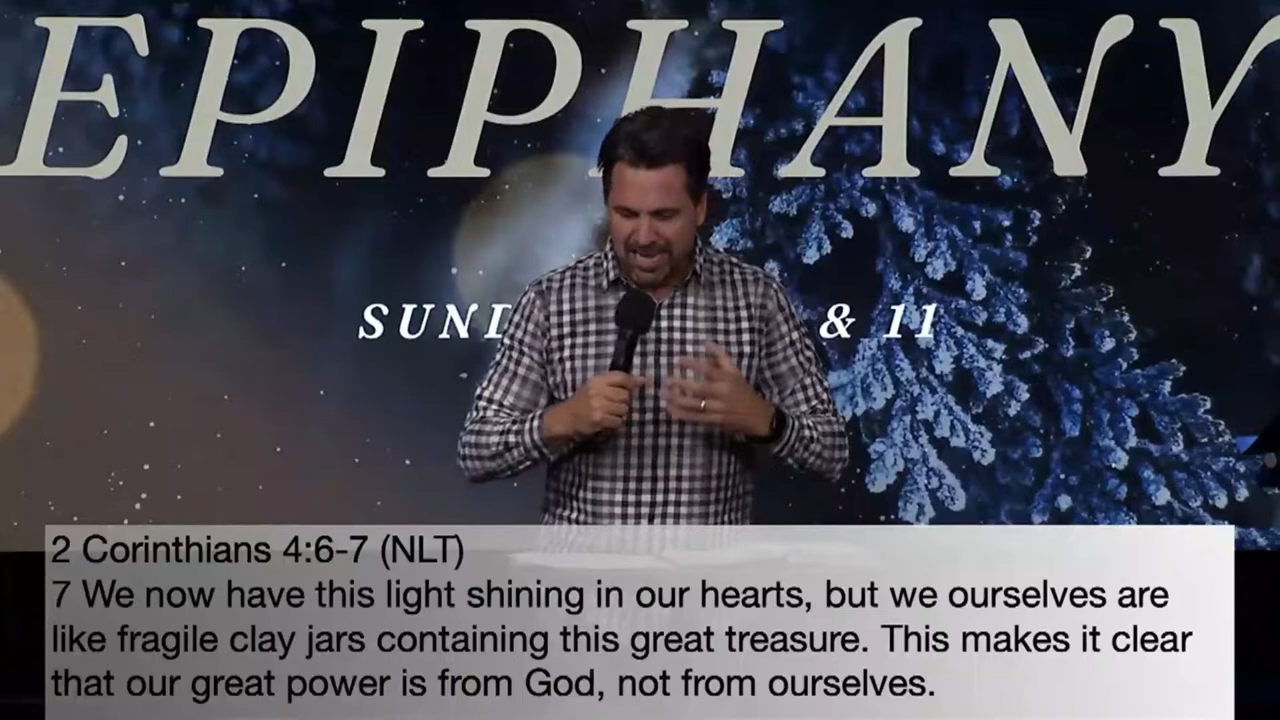 EPIPHANY
& 11
2 Corinthians 4:6-7 (NLT)
7 We now have this light shining in our hearts, but we ourselves are
like fragile clay jars containing this great treasure. This makes it clear
that our great power is from God, not from ourselves.